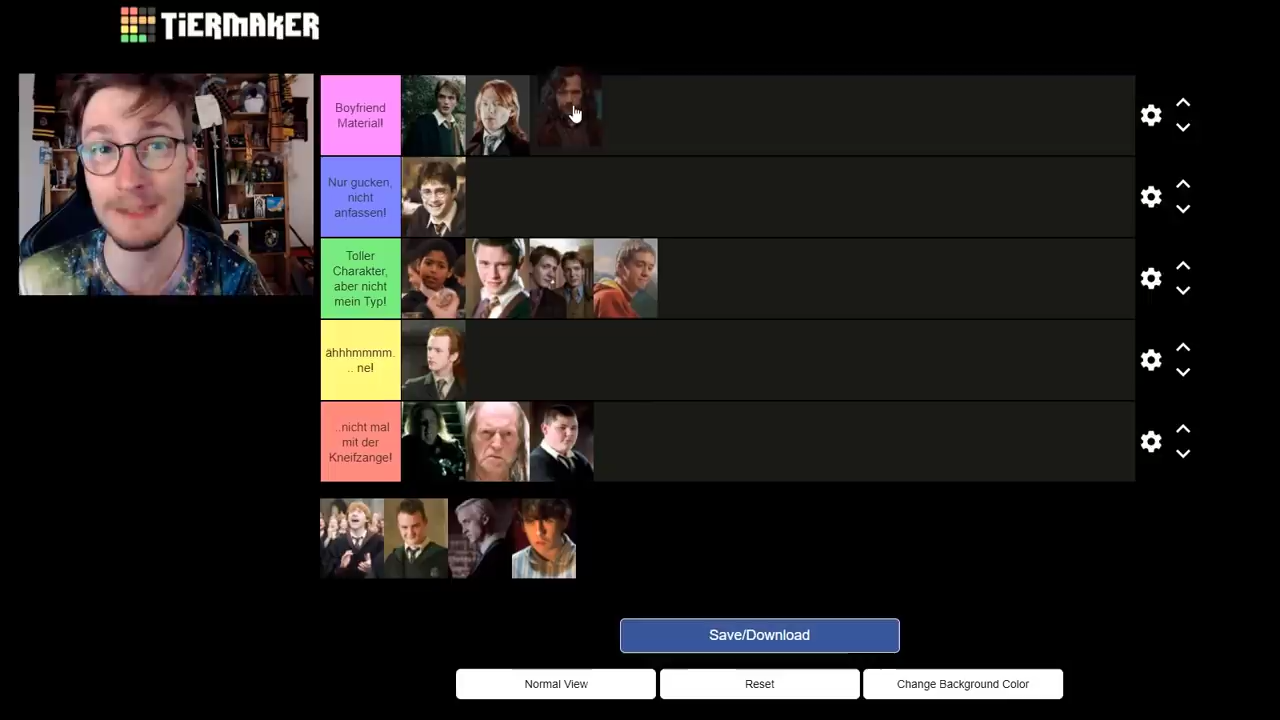 TiERMAKER
Boyfriend
Material!
Nur gucken,
nicht
anfassen!
Toller
Charakter,
aber nicht
mein Typ!
ähhhmmmm.
.. ne!
..nicht mal
mit der
Kneifzange!
Save/Download
Normal View
Reset
Change Background Color